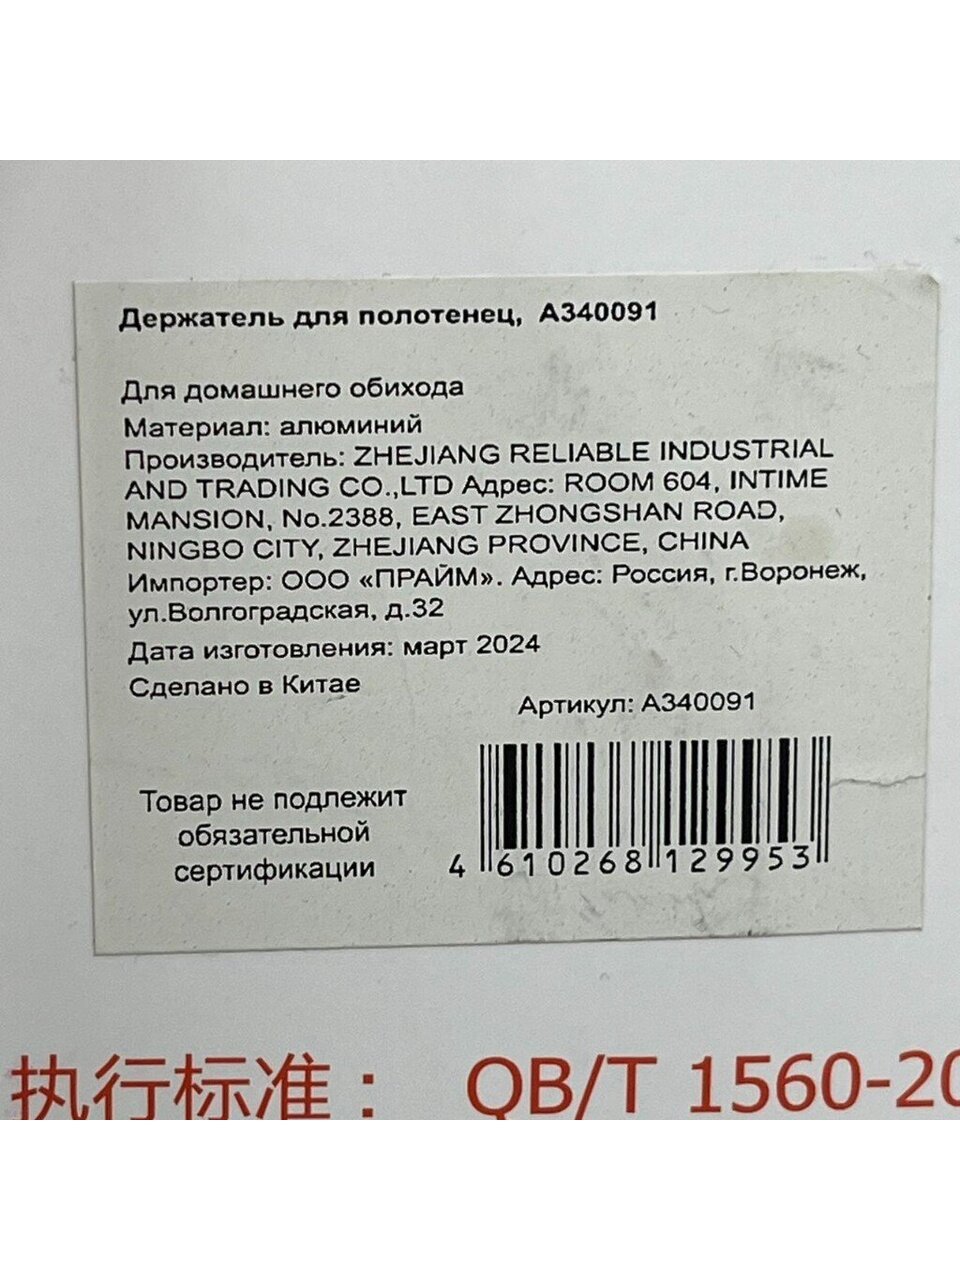 Держатель для полотенец, А340091
Для домашнего обихода
Материал: алюминий
Производитель: ZHEJIANG RELIABLE INDUSTRIAL
AND TRADING CO.,LTD Адрес: ROOM 604, INTIME
MANSION, No.2388, EAST ZHONGSHAN ROAD,
NINGBO CITY, ZHEJIANG PROVINCE, CHINA
Импортер: ООО «ПРАЙМ». Адрес: Россия, г.Воронеж,
ул.Волгоградская, д.32
Дата изготовления: март 2024
Сделано в Китае
Артикул: А340091
Товар не подлежит
обязательной
сертификации
4 610268 129953
执行标准： QB/T 1560-20